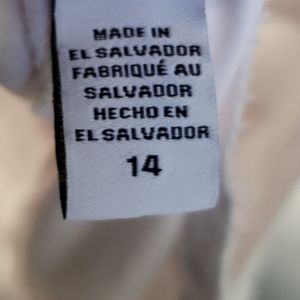 MADE IN
EL SALVADOR
FABRIQUÉ AU
SALVADOR
HECHO EN
EL SALVADOR
14